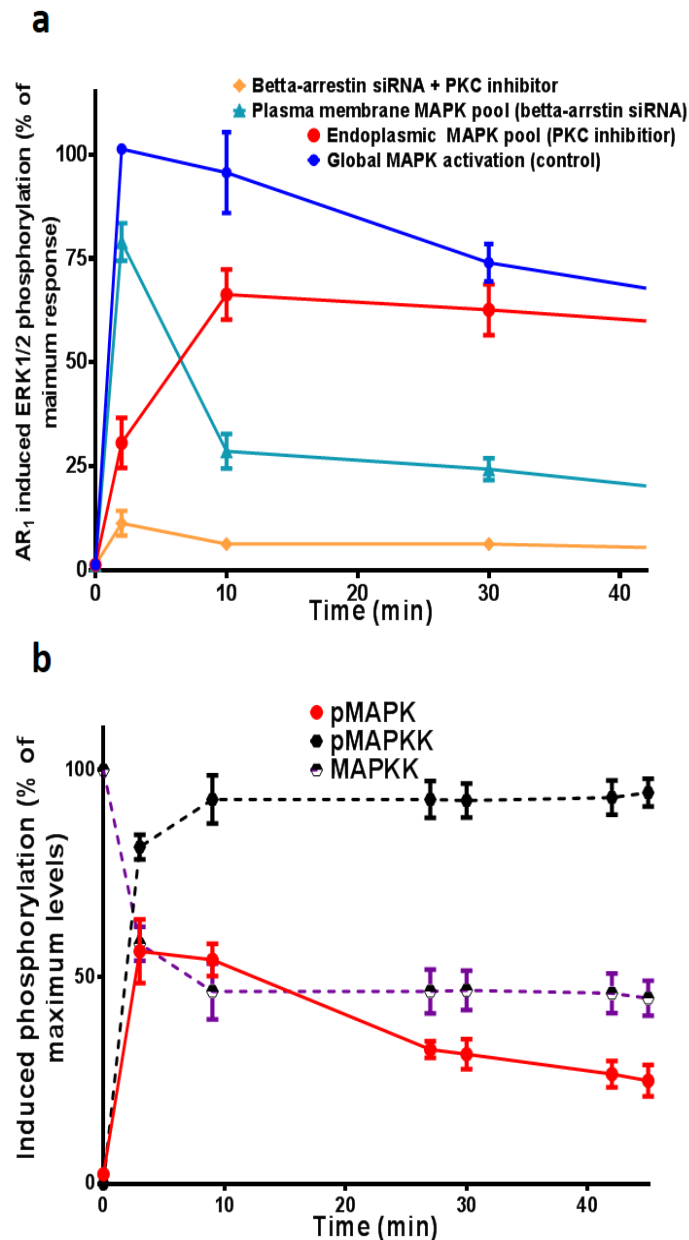 a
Betta-arrestin siRNA + PKC inhibitor
Plasma membrane MAPK pool (betta-arrstin siRNA)
Endoplasmic MAPK pool (PKC inhibitior)
Global MAPK activation (control)
AR1 induced ERK1/2 phosphorylation (% of
maimum response)
100
75
50
25
0
0 10 30 40
Time (min)
b
pMAPK
pMAPKK
MAPKK
Induced phosphorylation (% of
maximum levels)
100
50
0
0 10 20 30 40
Time (min)